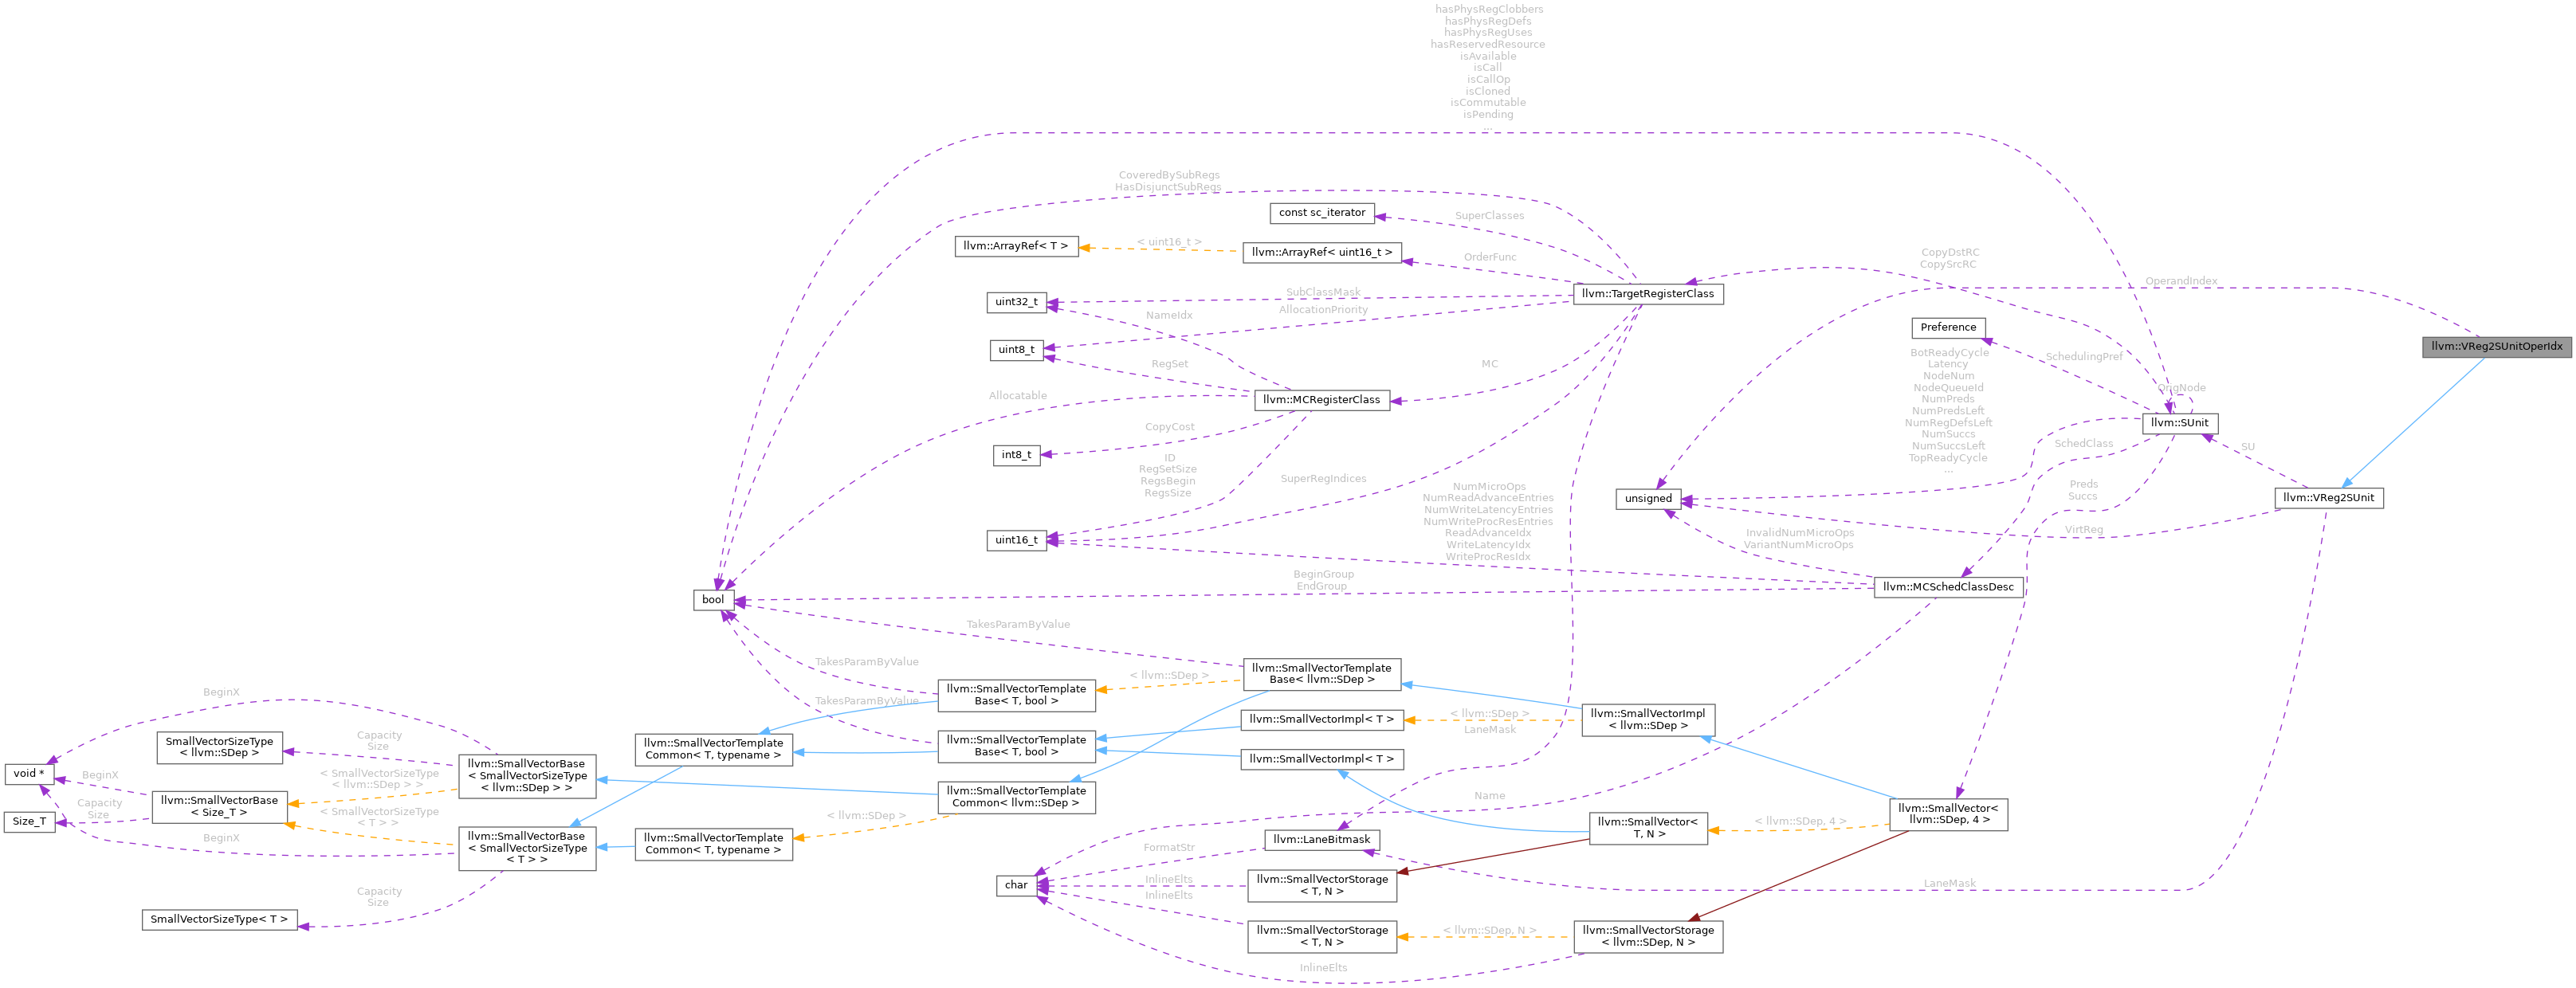 hasPhysRegClobbers
hasPhysRegDefs
hasPhysRegUses
hasReservedResource
isAvailable
isCall
isCallOp
isCloned
isCommutable
isPending
...
CoveredBySubRegs
HasDisjunctSubRegs
const sc_iterator
SuperClasses
llvm::ArrayRef< T >
< uint16_t >
llvm::ArrayRef< uint16_t >
OrderFunc
CopyDstRC
CopySrcRC
OperandIndex
uint32_t
SubClassMask
llvm::TargetRegisterClass
NameIdx
AllocationPriority
Preference
uint8_t
RegSet
MC
SchedulingPref
llvm::VReg2SUnitOperIdx
BotReadyCycle
Latency
NodeNum
NodeQueueId
NumPreds
NumPredsLeft
NumRegDefsLeft
NumSuccs
NumSuccsLeft
TopReadyCycle
...
OrigNode
Allocatable
llvm::MCRegisterClass
llvm::SUnit
CopyCost
int8_t
SchedClass
SU
ID
RegSetSize
RegsBegin
RegsSize
SuperRegIndices
NumMicroOps
NumReadAdvanceEntries
NumWriteLatencyEntries
NumWriteProcResEntries
ReadAdvanceIdx
WriteLatencyIdx
WriteProcResIdx
unsigned
Preds
Succs
llvm::VReg2SUnit
uint16_t
InvalidNumMicroOps
VariantNumMicroOps
VirtReg
BeginGroup
EndGroup
llvm::MCSchedClassDesc
bool
TakesParamByValue
TakesParamByValue
llvm::SmallVectorTemplate
Base< llvm::SDep >
< llvm::SDep >
llvm::SmallVectorTemplate
Base< T, bool >
BeginX
TakesParamByValue
llvm::SmallVectorImpl< T >
< llvm::SDep >
LaneMask
llvm::SmallVectorImpl
< llvm::SDep >
SmallVectorSizeType
< llvm::SDep >
Capacity
Size
llvm::SmallVectorTemplate
Common< T, typename >
llvm::SmallVectorTemplate
Base< T, bool >
llvm::SmallVectorImpl< T >
void *
BeginX
llvm::SmallVectorBase
< SmallVectorSizeType
< llvm::SDep > >
< SmallVectorSizeType
< llvm::SDep > >
llvm::SmallVectorTemplate
Common< llvm::SDep >
Name
llvm::SmallVectorBase
< Size_T >
Capacity
Size
Size_T
< SmallVectorSizeType
< T > >
< llvm::SDep >
llvm::SmallVector<
T, N >
< llvm::SDep, 4 >
llvm::SmallVector<
llvm::SDep, 4 >
BeginX
llvm::SmallVectorBase
< SmallVectorSizeType
< T > >
llvm::SmallVectorTemplate
Common< T, typename >
llvm::LaneBitmask
FormatStr
char
InlineElts
InlineElts
llvm::SmallVectorStorage
< T, N >
LaneMask
Capacity
Size
SmallVectorSizeType< T >
llvm::SmallVectorStorage
< T, N >
< llvm::SDep, N >
llvm::SmallVectorStorage
< llvm::SDep, N >
InlineElts